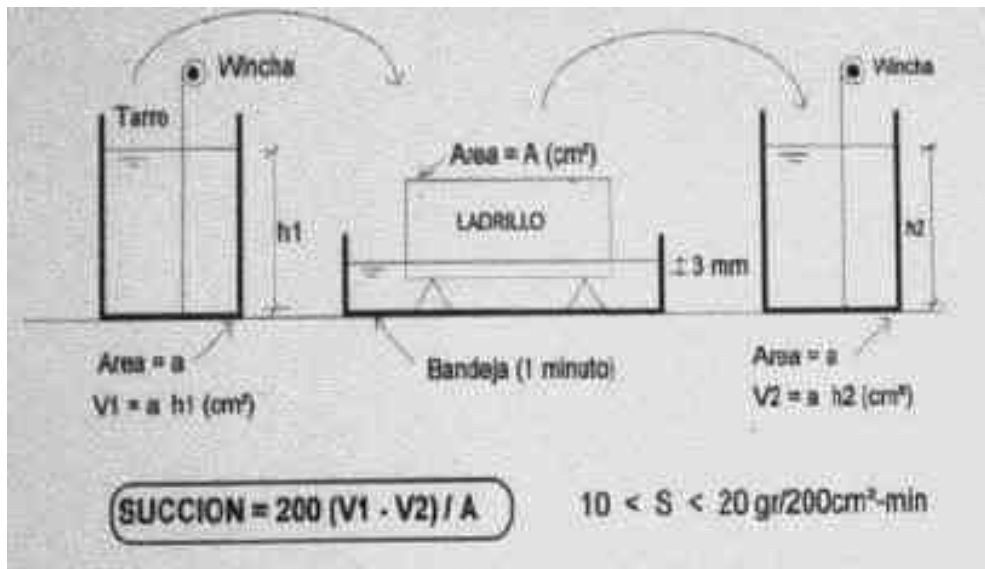 Wincha
Wincha
Tarro
Area = A (cm²)
LADRILLO
h1
h2
3 mm
Area = a
V1 = a h1 (cm³)
Bandeja (1 minuto)
Area = a
V2 = a h2 (cm³)
SUCCION = 200 (V1 - V2) / A
10 < S < 20 gr/200cm²-min